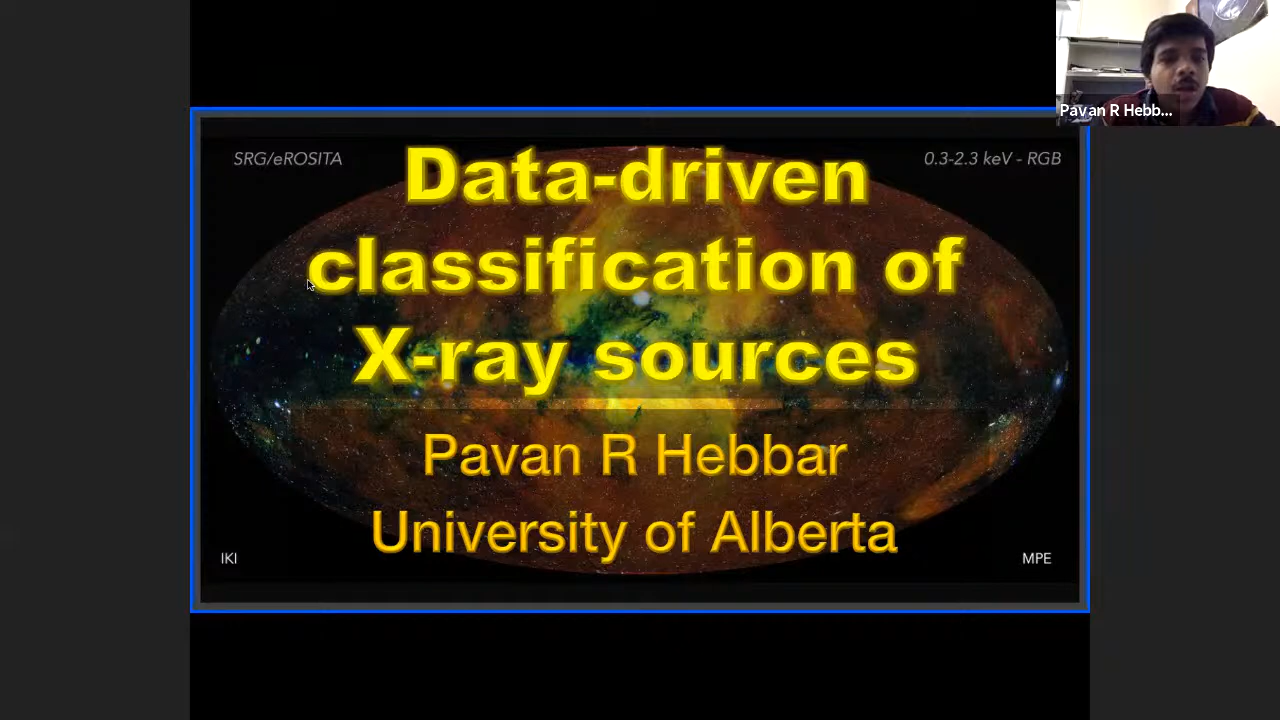 Pavan R Hebb...
SRG/eROSITA
0.3-2.3 keV - RGB
Data-driven
classification of
X-ray sources
Pavan R Hebbar
University of Alberta
IKI
MPE